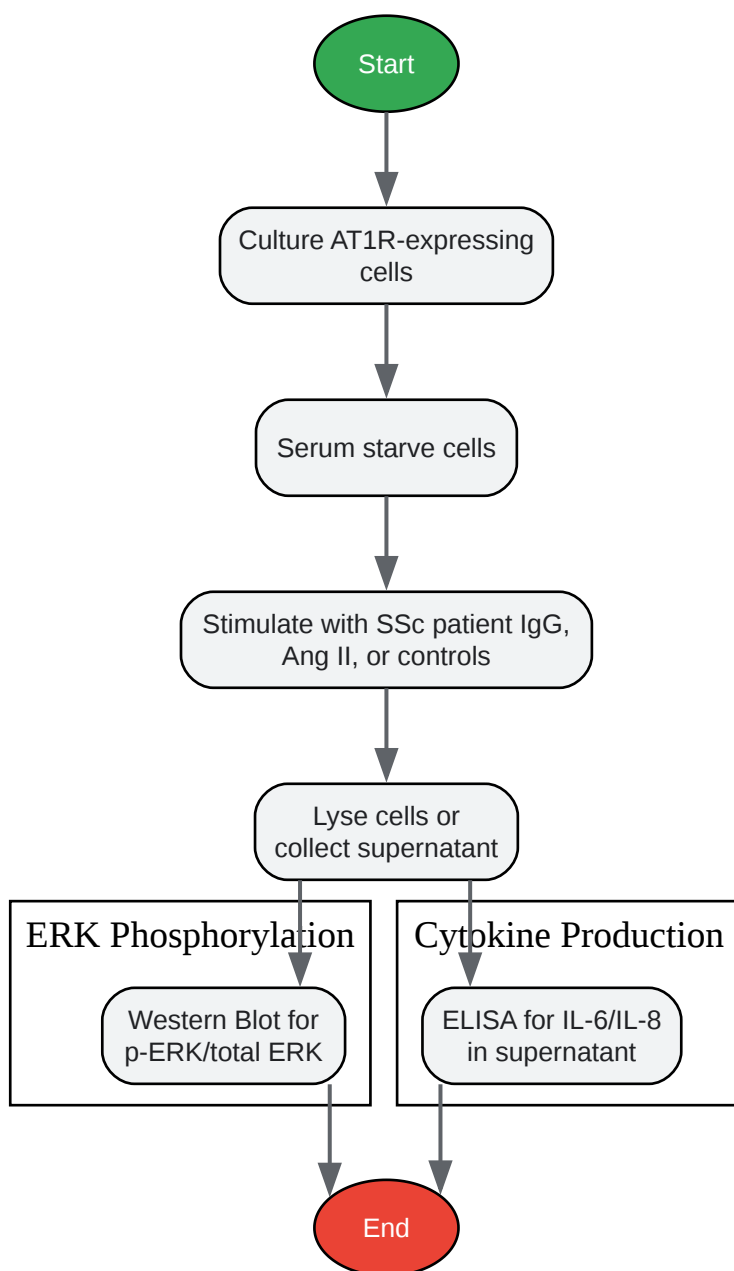 Start
Culture AT1R-expressing
cells
Serum starve cells
Stimulate with SSc patient IgG,
Ang II, or controls
Lyse cells or
collect supernatant
ERK Phosphorylation
Western Blot for
p-ERK/total ERK
Cytokine Production
ELISA for IL-6/IL-8
in supernatant
End